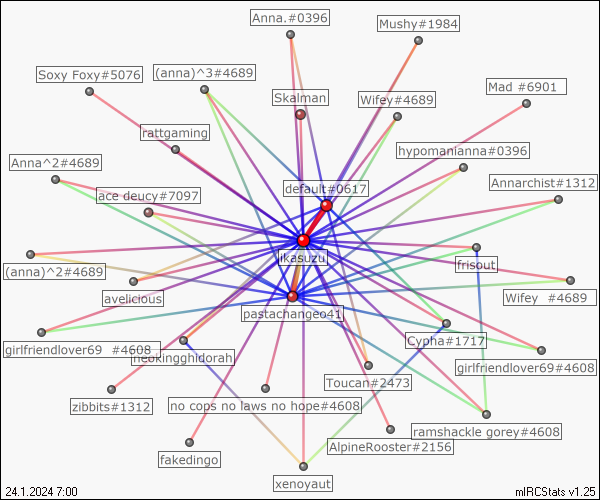 Anna.#0396
Mushy#1984
Soxy Foxy#5076
(anna)^3#4689
Mad #6901
Skalman
Wifey#4689
rattgaming
hypomanianna#0396
Anna^2#4689
default#0617
Annarchist#1312
ace deucy#7097
ikasuzu
frisout
(anna)^2#4689
avelicious
Wifey #4689
pastachangeo41
Cypha#1717
girlfriendlover69 #4608
neokingghidorah
girlfriendlover69#4608
Toucan#2473
zibbits#1312
no cops no laws no hope#4608
ramshackle gorey#4608
AlpineRooster#2156
fakedingo
xenoyaut
24.1.2024 7:00
mIRCStats v1.25